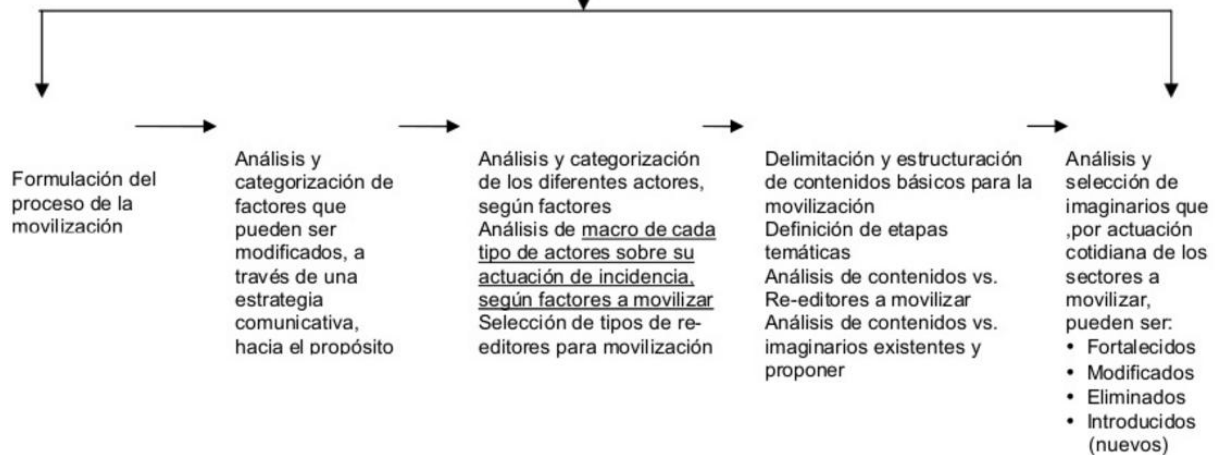 Formulación del
proceso de la
movilización
Análisis y
categorización de
factores que
pueden ser
modificados, a
través de una
estrategia
comunicativa,
hacia el propósito
Análisis y categorización
de los diferentes actores,
según factores
Análisis de macro de cada
tipo de actores sobre su
actuación de incidencia,
según factores a movilizar
Selección de tipos de re-
editores para movilización
Delimitación y estructuración
de contenidos básicos para la
movilización
Definición de etapas
temáticas
Análisis de contenidos vs.
Re-editores a movilizar
Análisis de contenidos vs.
imaginarios existentes y
proponer
Análisis y
selección de
imaginarios que
,por actuación
cotidiana de los
sectores a
movilizar,
pueden ser:
• Fortalecidos
• Modificados
• Eliminados
• Introducidos
(nuevos)